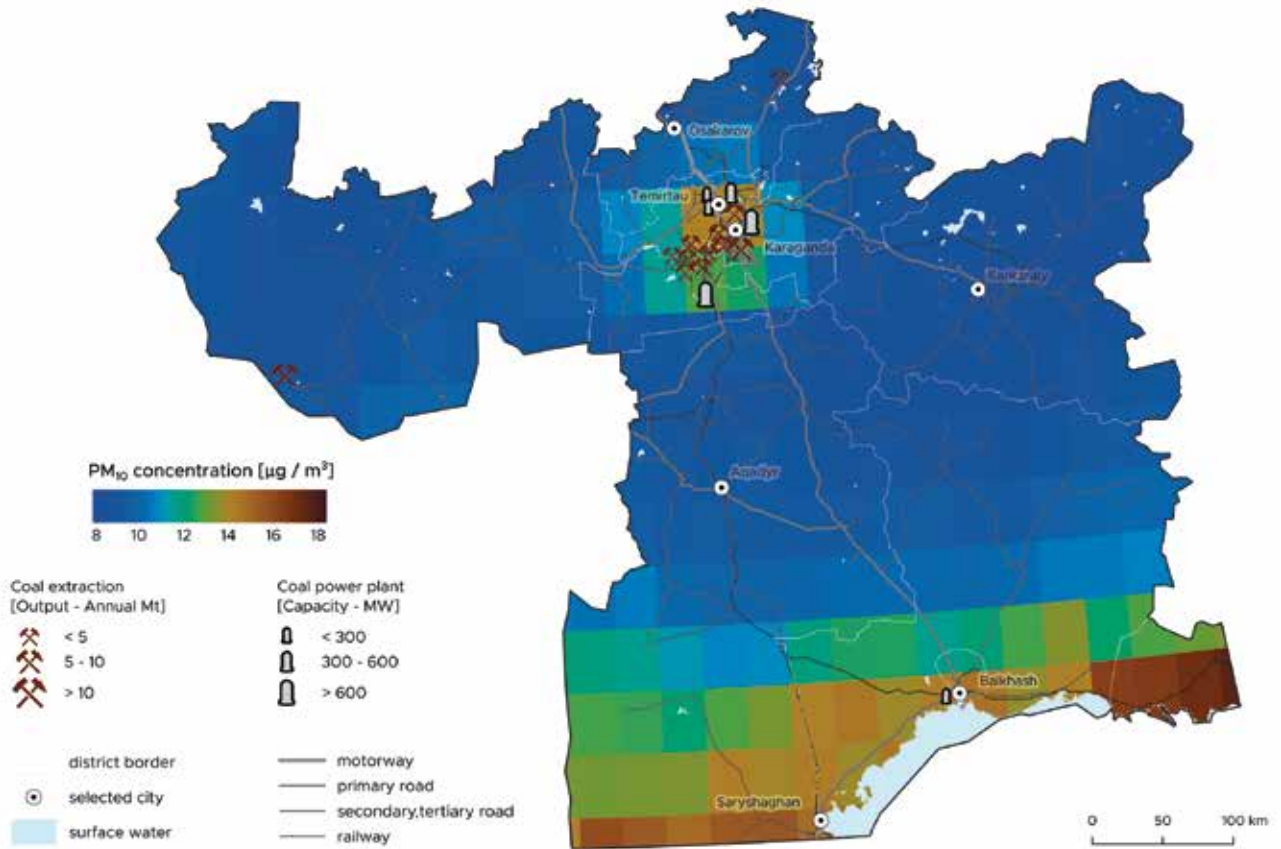 Osakarov
Temirtau
Karaganda
Karkaraly
PM₁₀ concentration [µg / m³]
8 10 12 14 16 18
Aqadyr
Coal extraction
[Output - Annual Mt]
< 5
5 - 10
> 10
Coal power plant
[Capacity - MW]
< 300
300 - 600
> 600
Balkhash
district border
selected city
surface water
motorway
primary road
secondary,tertiary road
railway
Saryshaghan
0 50 100 km